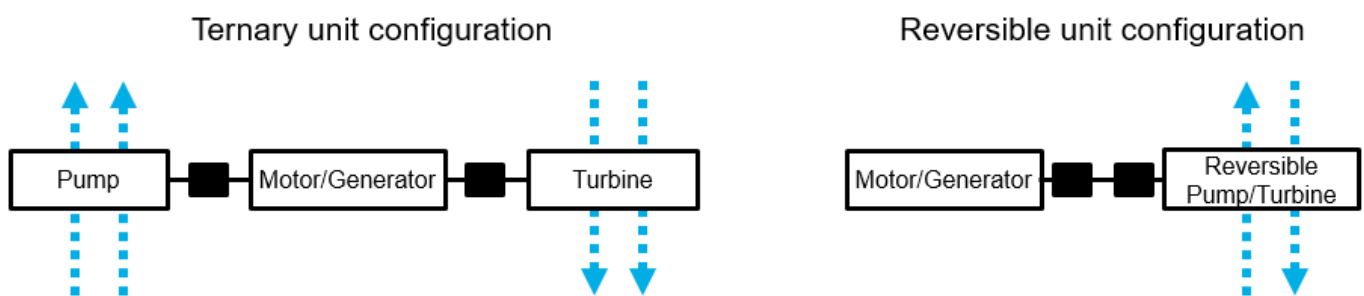 Ternary unit configuration
Reversible unit configuration
Pump
Motor/Generator
Turbine
Motor/Generator
Reversible
Pump/Turbine